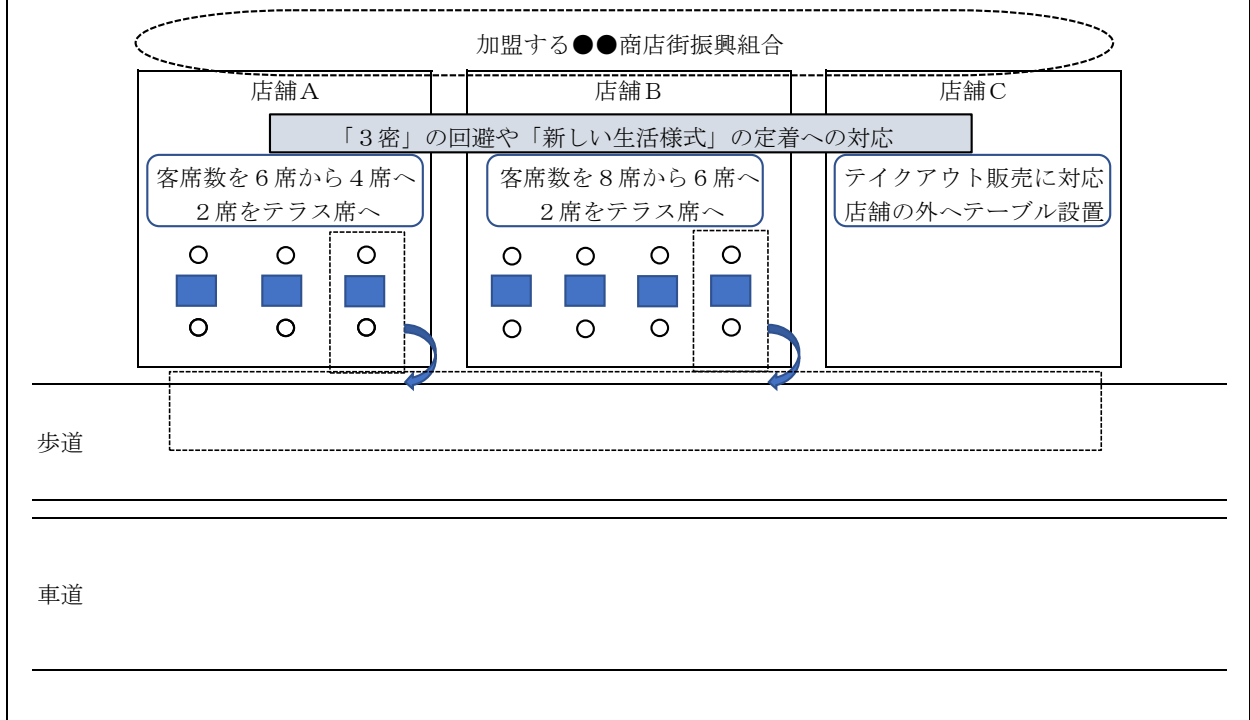 加盟する●●商店街振興組合
店舗Ａ
店舗Ｂ
店舗Ｃ
「３密」の回避や「新しい生活様式」の定着への対応
客席数を６席から４席へ
２席をテラス席へ
客席数を８席から６席へ
２席をテラス席へ
テイクアウト販売に対応
店舗の外へテーブル設置
歩道
車道